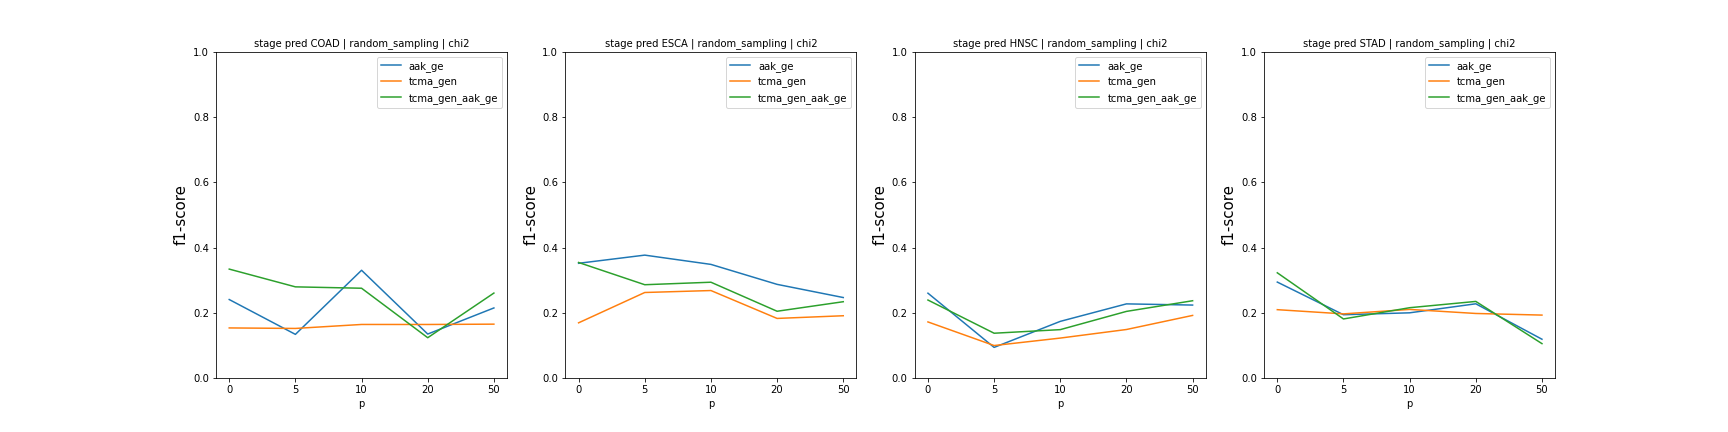 stage pred COAD | random_sampling | chi2
1.0
0.8
0.6
0.4
0.2
0.0
f1-score
aak_ge
tcma_gen
tcma_gen_aak_ge
0 5 10 20 50
p
stage pred ESCA | random_sampling | chi2
1.0
0.8
0.6
0.4
0.2
0.0
f1-score
aak_ge
tcma_gen
tcma_gen_aak_ge
0 5 10 20 50
p
stage pred HNSC | random_sampling | chi2
1.0
0.8
0.6
0.4
0.2
0.0
f1-score
aak_ge
tcma_gen
tcma_gen_aak_ge
0 5 10 20 50
p
stage pred STAD | random_sampling | chi2
1.0
0.8
0.6
0.4
0.2
0.0
f1-score
aak_ge
tcma_gen
tcma_gen_aak_ge
0 5 10 20 50
p